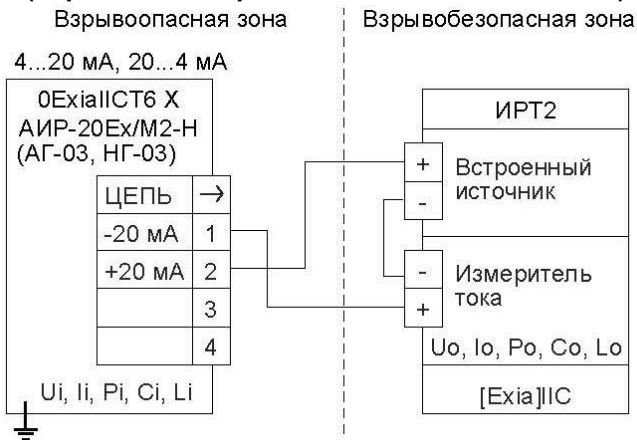 Взрывоопасная зона
Взрывобезопасная зона
4...20 мА, 20...4 мА
0ExiaIICT6 X
АИР-20Ex/М2-Н
(АГ-03, НГ-03)
ЦЕПЬ →
-20 мА 1
+20 мА 2
3
4
Ui, Ii, Pi, Ci, Li
ИРТ2
+ Встроенный
- источник
- Измеритель
+ тока
Uo, Io, Po, Co, Lo
[Exia]IIC